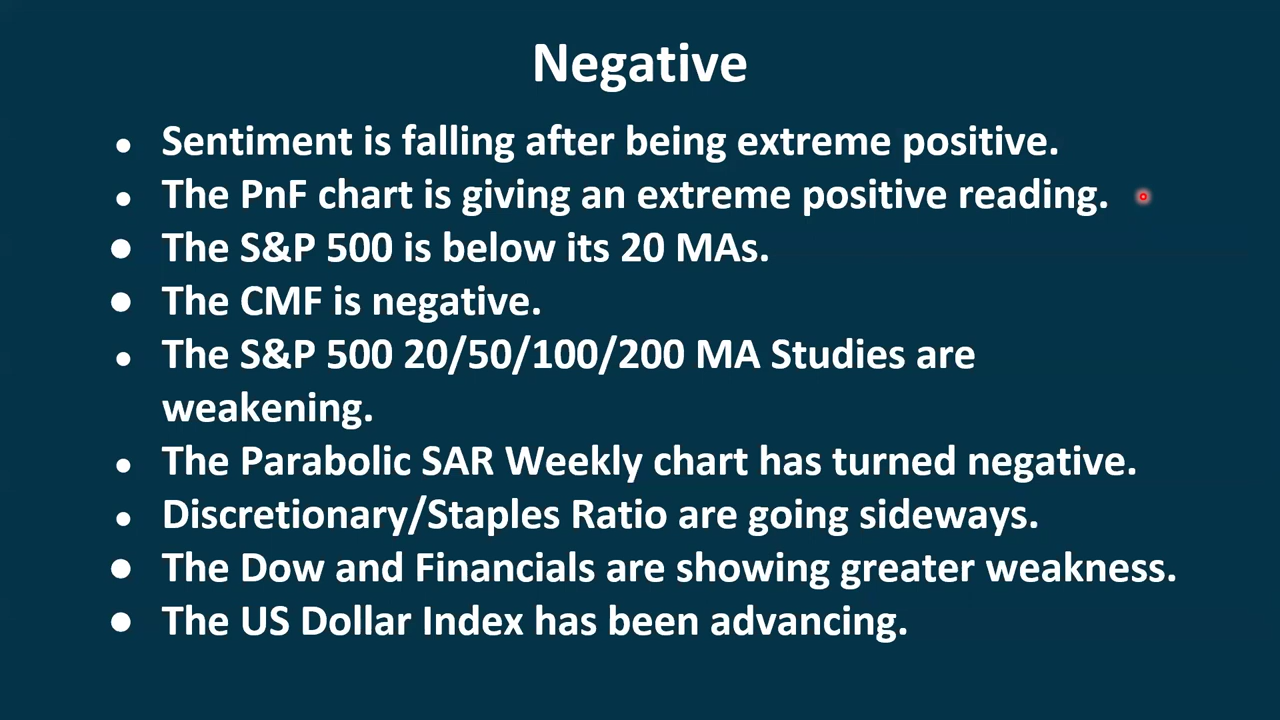 Negative
• Sentiment is falling after being extreme positive.
• The PnF chart is giving an extreme positive reading.
• The S&P 500 is below its 20 MAs.
• The CMF is negative.
• The S&P 500 20/50/100/200 MA Studies are
weakening.
• The Parabolic SAR Weekly chart has turned negative.
• Discretionary/Staples Ratio are going sideways.
• The Dow and Financials are showing greater weakness.
• The US Dollar Index has been advancing.